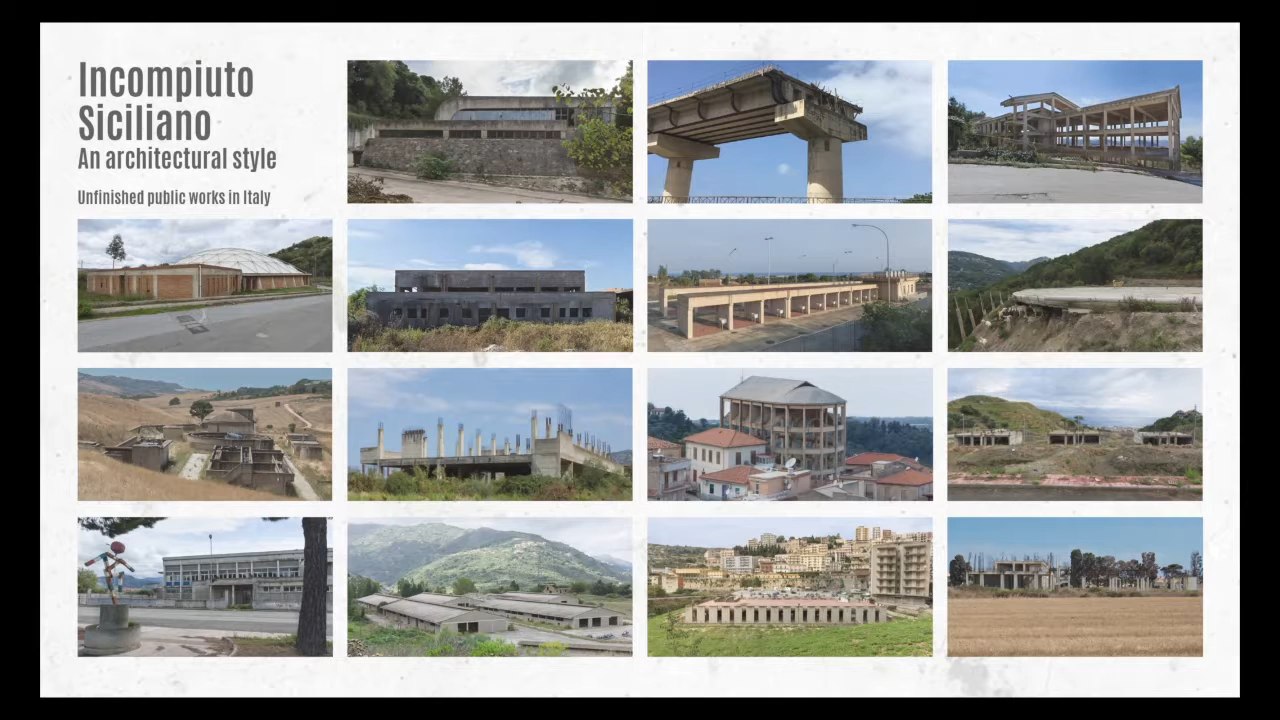 Incompiuto
Siciliano
An architectural style
Unfinished public works in Italy